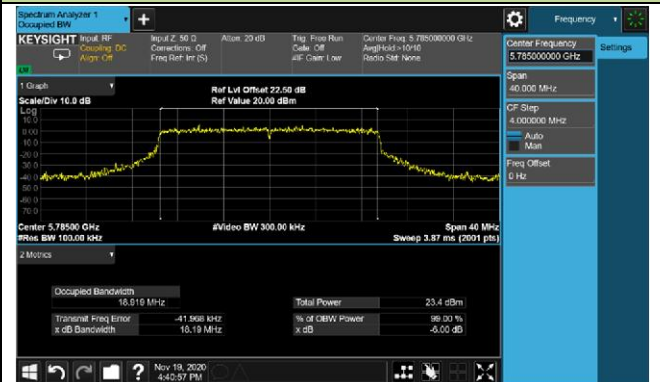 Spectrum Analyzer 1
Occupied BW
+
Frequency
KEYSIGHT
Input: RF
Coupling: DC
Align: Off
Input Z: 50 Ω
Corrections: Off
Freq Ref: Int (S)
Atten: 20 dB
Trig: Free Run
Gate: Off
#IF Gain: Low
Center Freq: 5.785000000 GHz
Avg|Hold:>10/10
Radio Std: None
Center Frequency
5.785000000 GHz
Settings
Span
40.000 MHz
CF Step
4.000000 MHz
Auto
Man
Freq Offset
0 Hz
1 Graph
Scale/Div 10.0 dB
Ref Lvl Offset 22.50 dB
Ref Value 20.00 dBm
Log
10.0
0.00
-10.0
-20.0
-30.0
-40.0
-50.0
-60.0
-70.0
Center 5.78500 GHz
#Video BW 300.00 kHz
Span 40 MHz
#Res BW 100.00 kHz
Sweep 3.87 ms (2001 pts)
2 Metrics
Occupied Bandwidth
18.919 MHz
Total Power
23.4 dBm
Transmit Freq Error
-41.968 kHz
% of OBW Power
99.00 %
x dB Bandwidth
18.19 MHz
x dB
-6.00 dB
?
Nov 19, 2020
4:40:57 PM